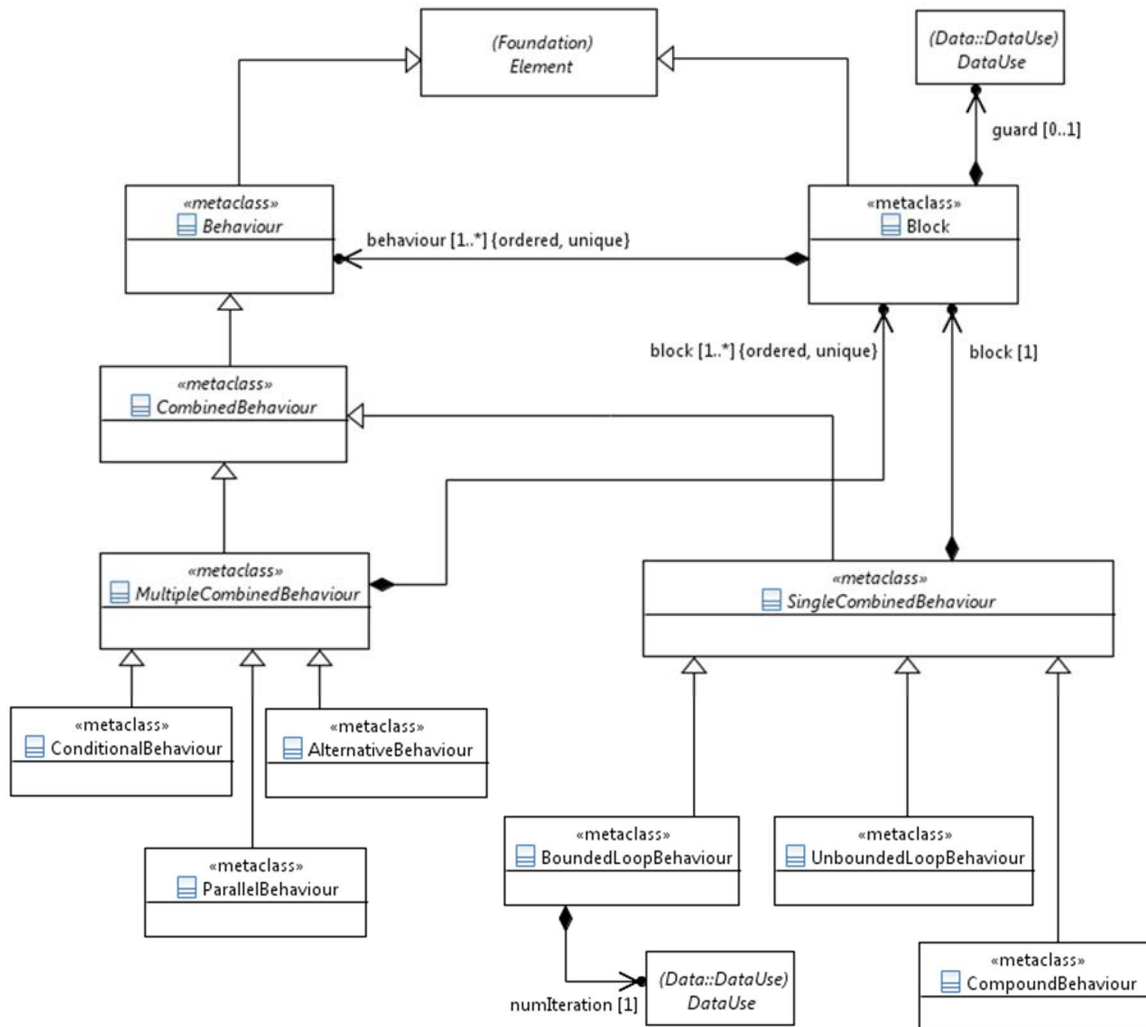 (Foundation)
Element
(Data::DataUse)
DataUse
guard [0..1]
«metaclass»
Behaviour
«metaclass»
Block
behaviour [1..*] {ordered, unique}
block [1..*] {ordered, unique}
block [1]
«metaclass»
CombinedBehaviour
«metaclass»
MultipleCombinedBehaviour
«metaclass»
SingleCombinedBehaviour
«metaclass»
ConditionalBehaviour
«metaclass»
AlternativeBehaviour
«metaclass»
ParallelBehaviour
«metaclass»
BoundedLoopBehaviour
«metaclass»
UnboundedLoopBehaviour
«metaclass»
CompoundBehaviour
numIteration [1]
(Data::DataUse)
DataUse